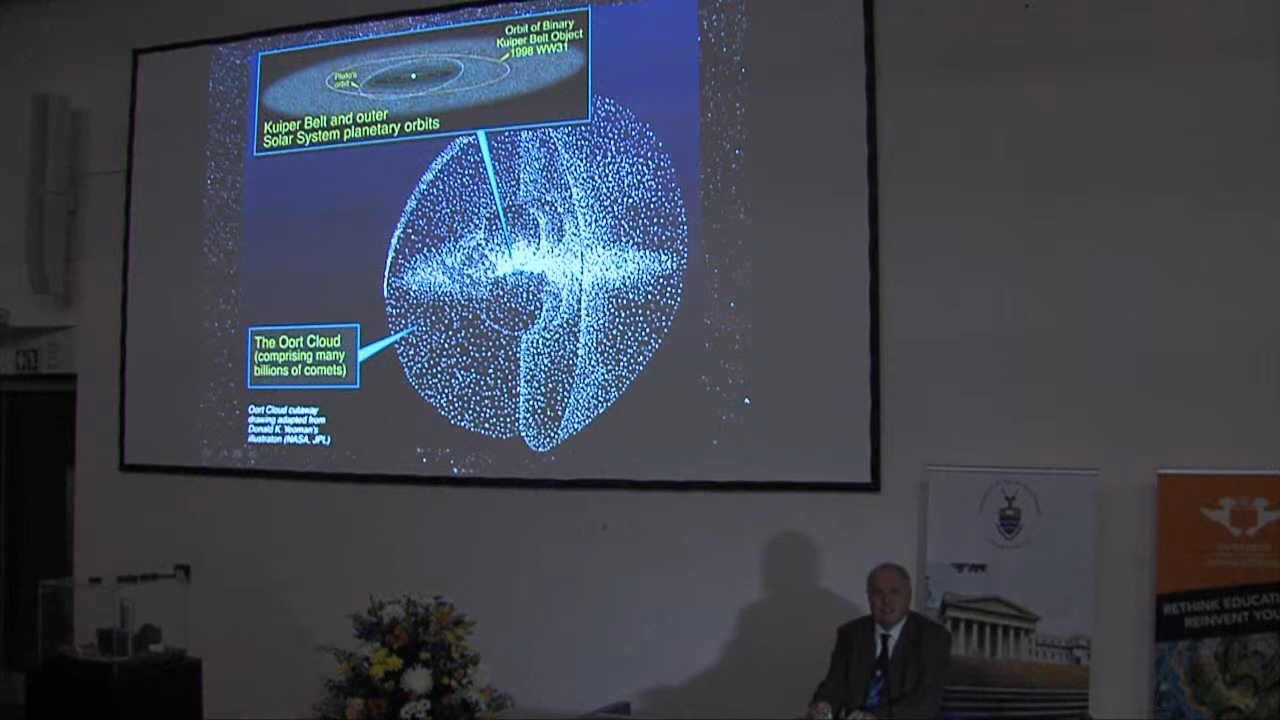 Orbit of Binary
Kuiper Belt Object
1998 WW31
Pluto's
orbit
Kuiper Belt and outer
Solar System planetary orbits
The Oort Cloud
(comprising many
billions of comets)
Oort Cloud cutaway
drawing adapted from
Donald K. Yeoman's
illustration (NASA, JPL)
RETHINK EDUCATI
REINVENT YOU